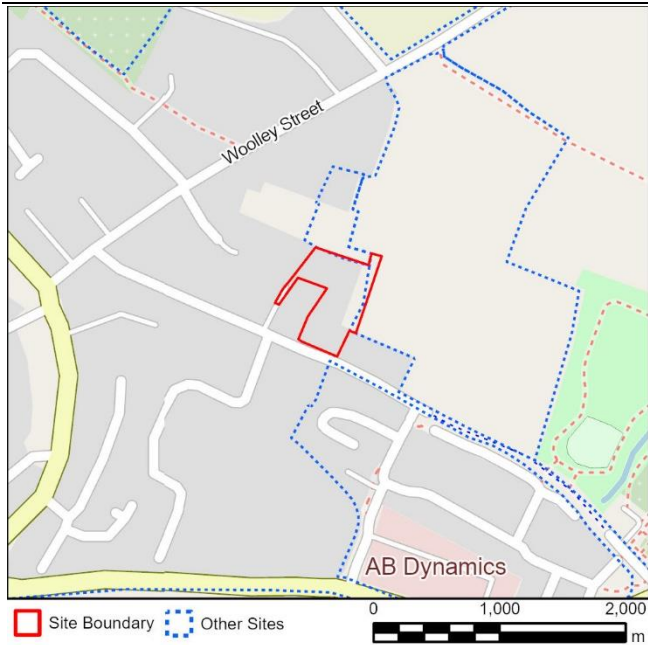 Woolley Street
AB Dynamics
Site Boundary
Other Sites
0 1,000 2,000
m